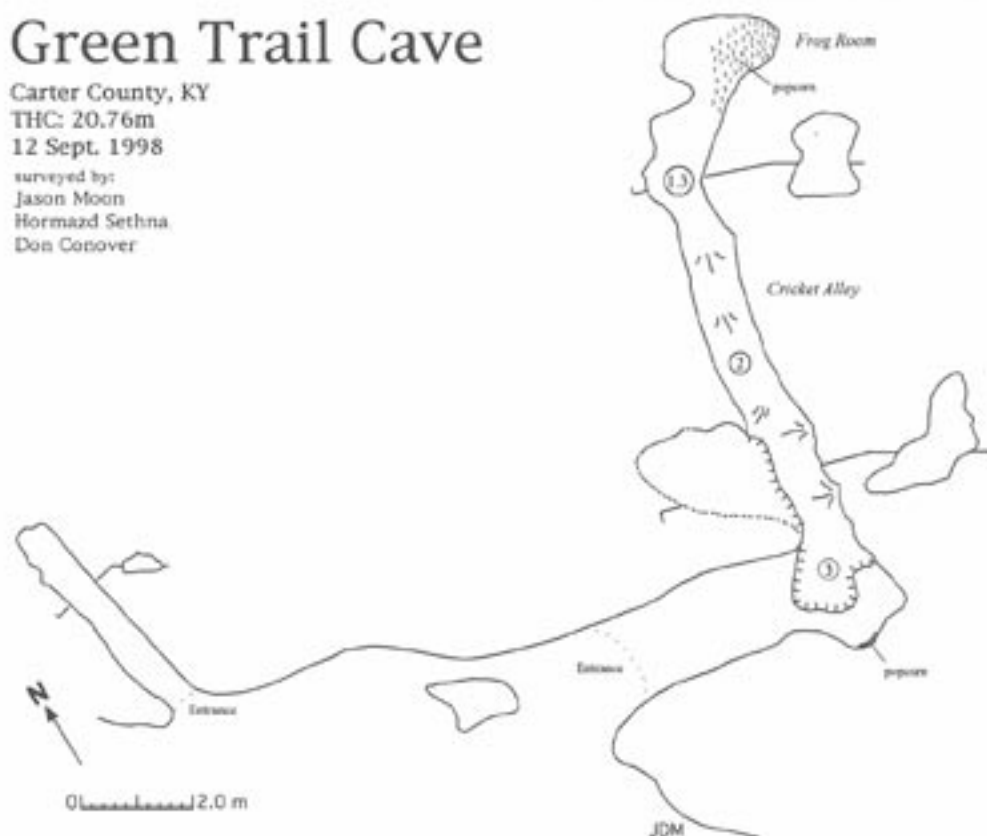 Green Trail Cave
Carter County, KY
THC: 20.76m
12 Sept. 1998
surveyed by:
Jason Moon
Hormazd Sethna
Don Conover
Frog Room
popcorn
1.3
Cricket Alley
2
3
popcorn
Entrance
Entrance
N
0 2.0 m
JDM